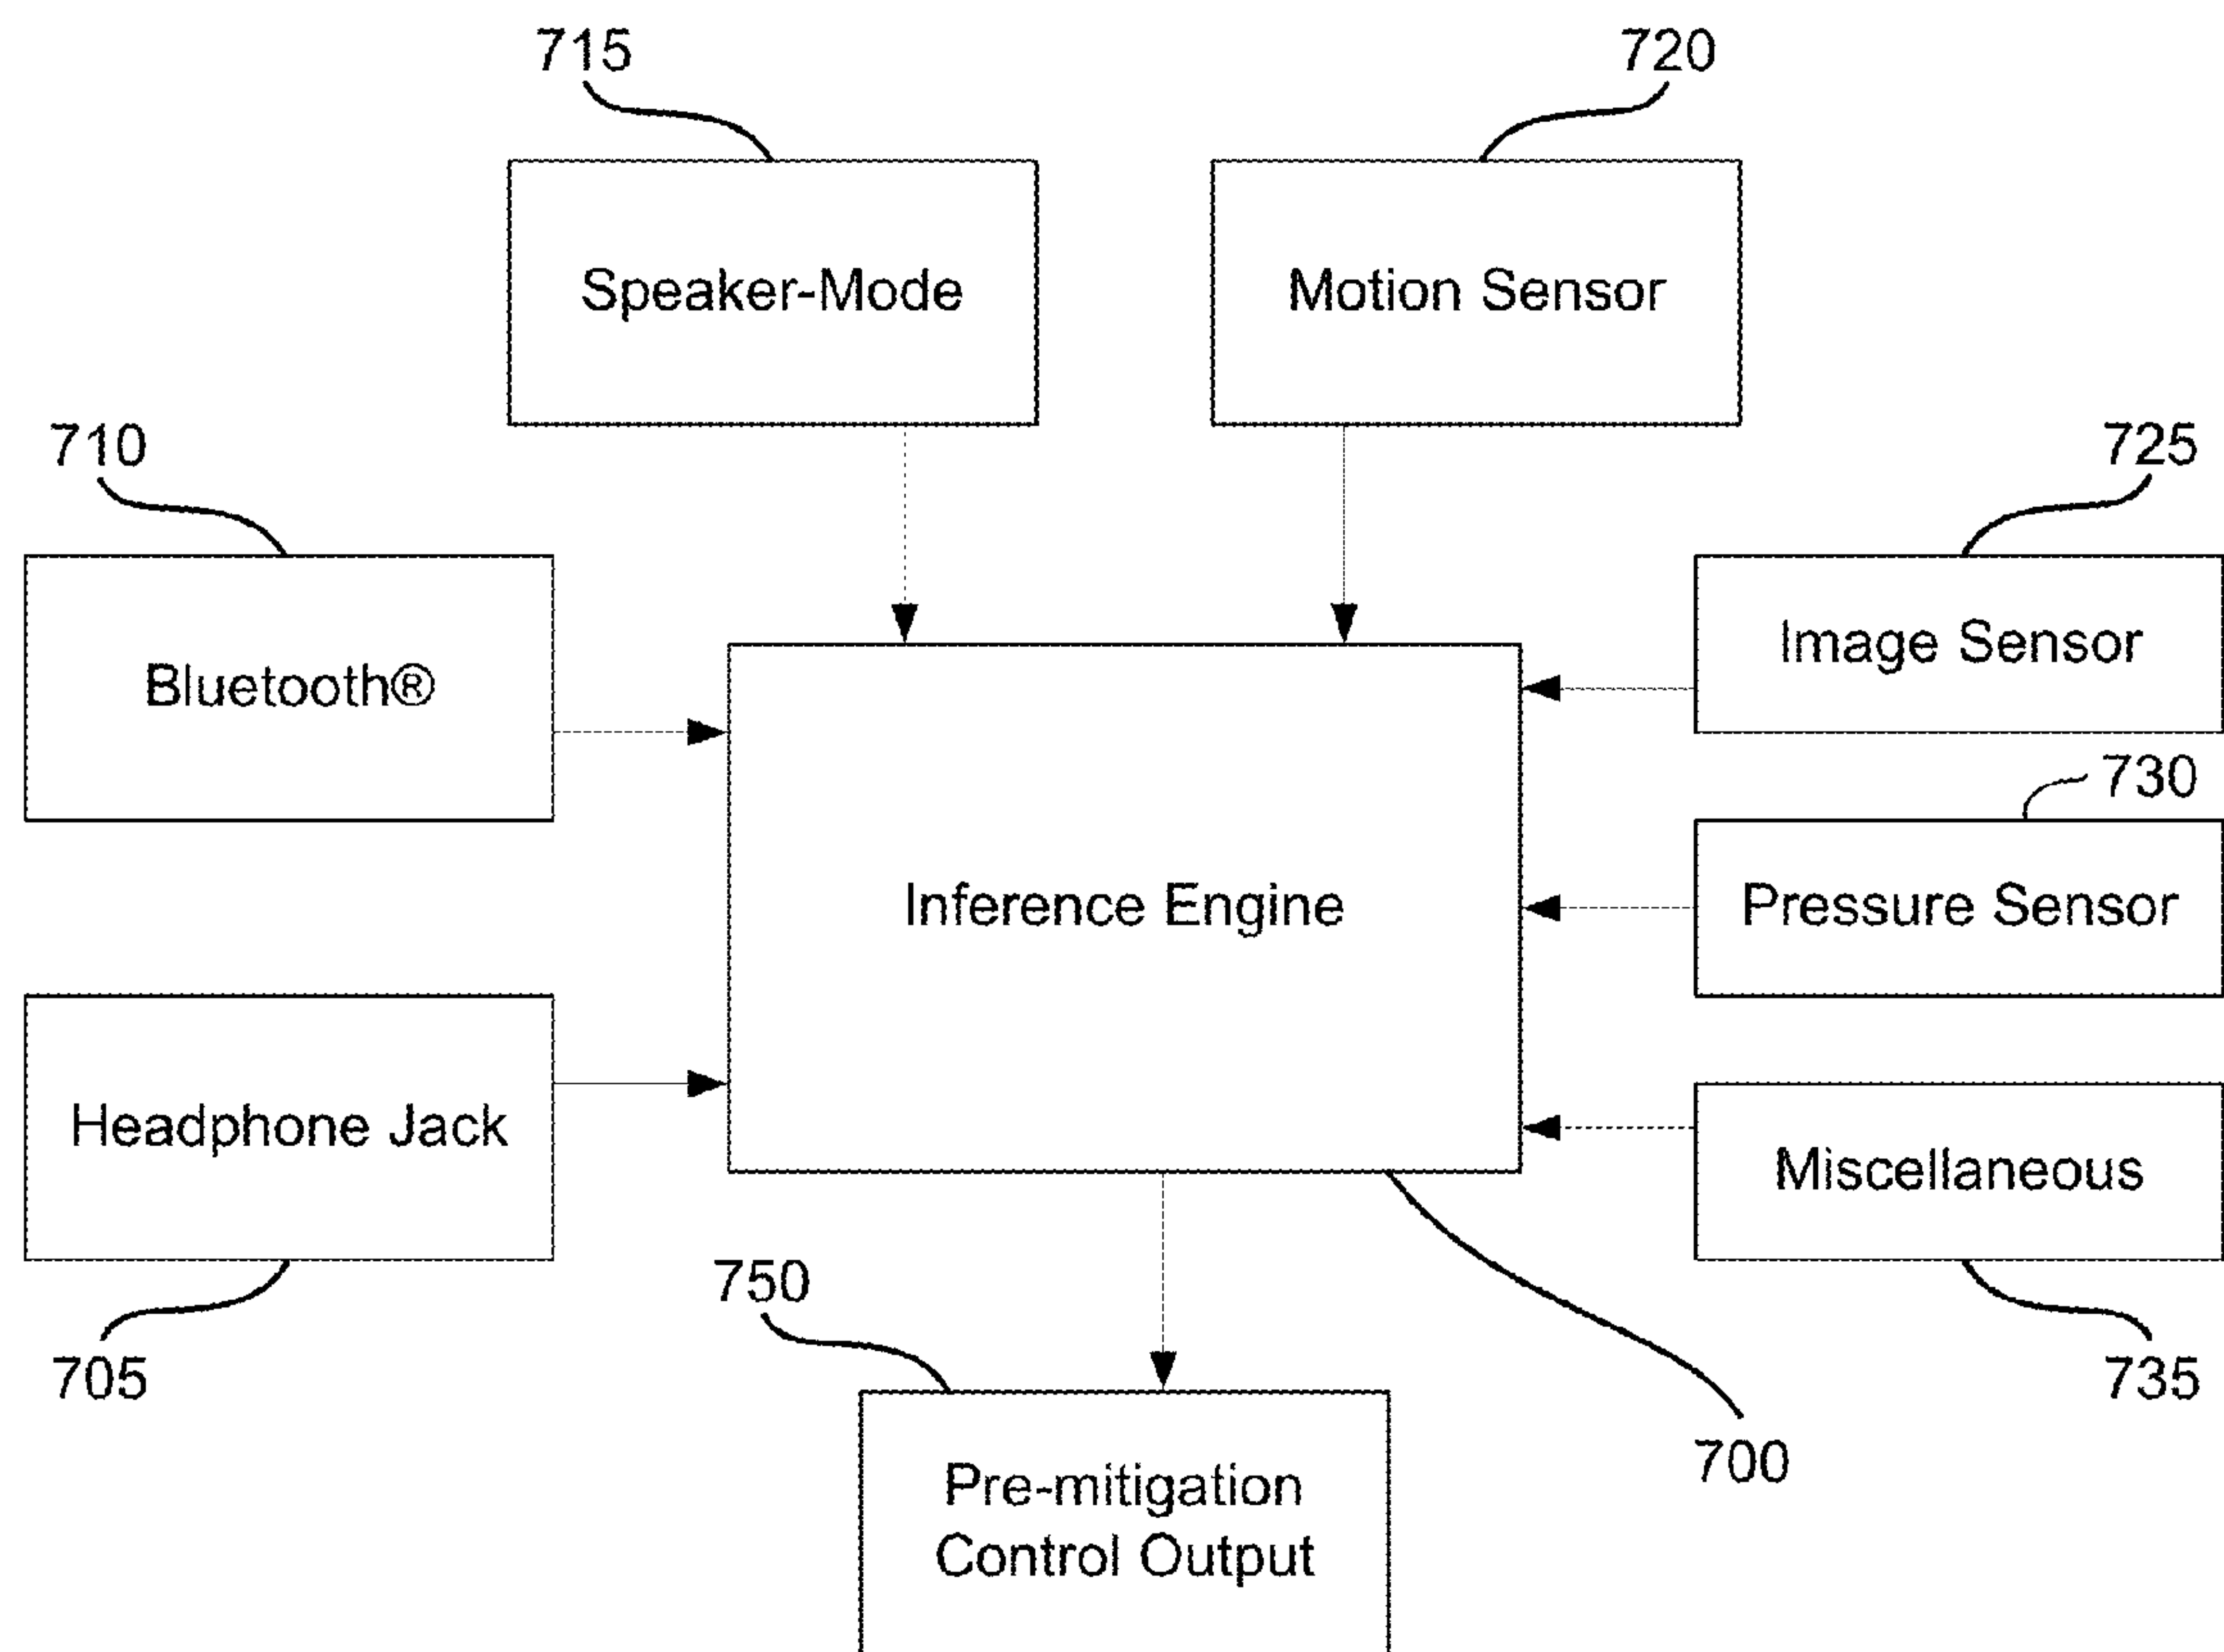 715
720
Speaker-Mode
Motion Sensor
710
725
Bluetooth®
Image Sensor
730
Inference Engine
Pressure Sensor
Headphone Jack
Miscellaneous
705
750
735
700
Pre-mitigation
Control Output